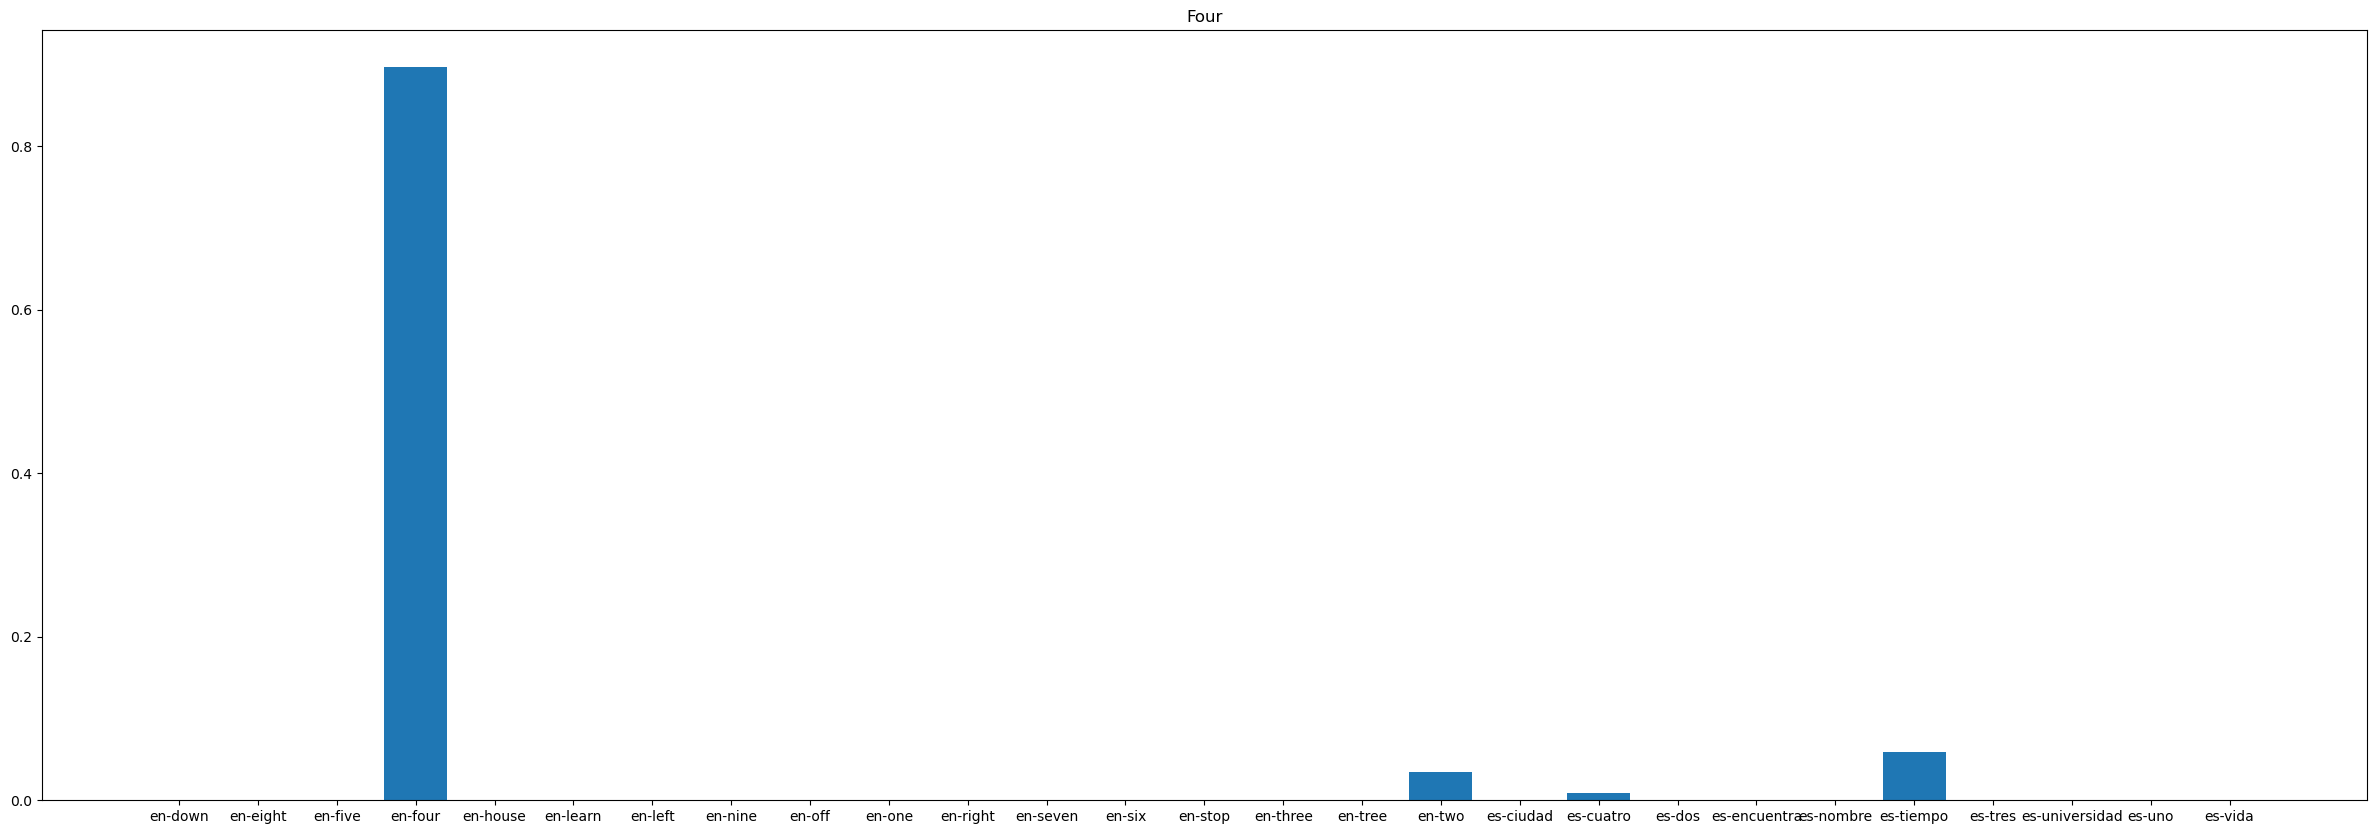 Four
0.8
0.6
0.4
0.2
0.0
en-down en-eight en-five en-four en-house en-learn en-left en-nine en-off en-one en-right en-seven en-six en-stop en-three en-tree en-two es-ciudad es-cuatro es-dos es-encuentra es-nombre es-tiempo es-tres es-universidad es-uno es-vida